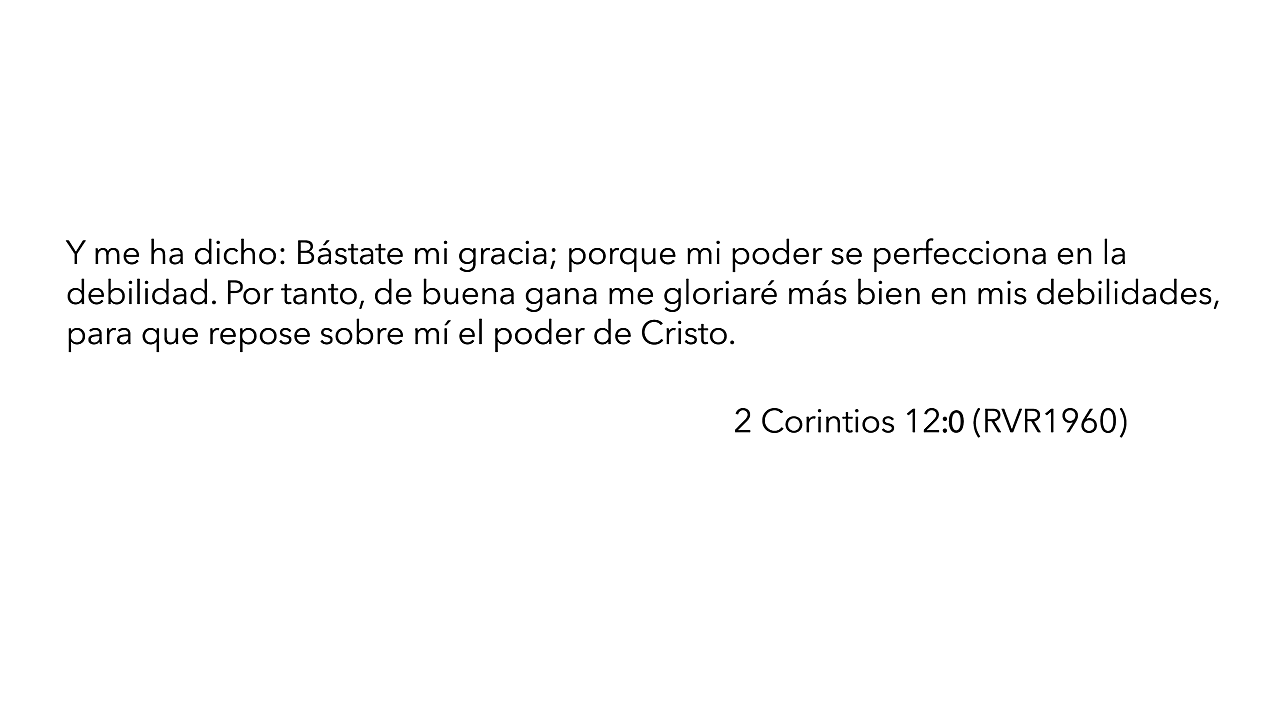 Y me ha dicho: Bástate mi gracia; porque mi poder se perfecciona en la
debilidad. Por tanto, de buena gana me gloriaré más bien en mis debilidades,
para que repose sobre mí el poder de Cristo.
2 Corintios 12:0 (RVR1960)